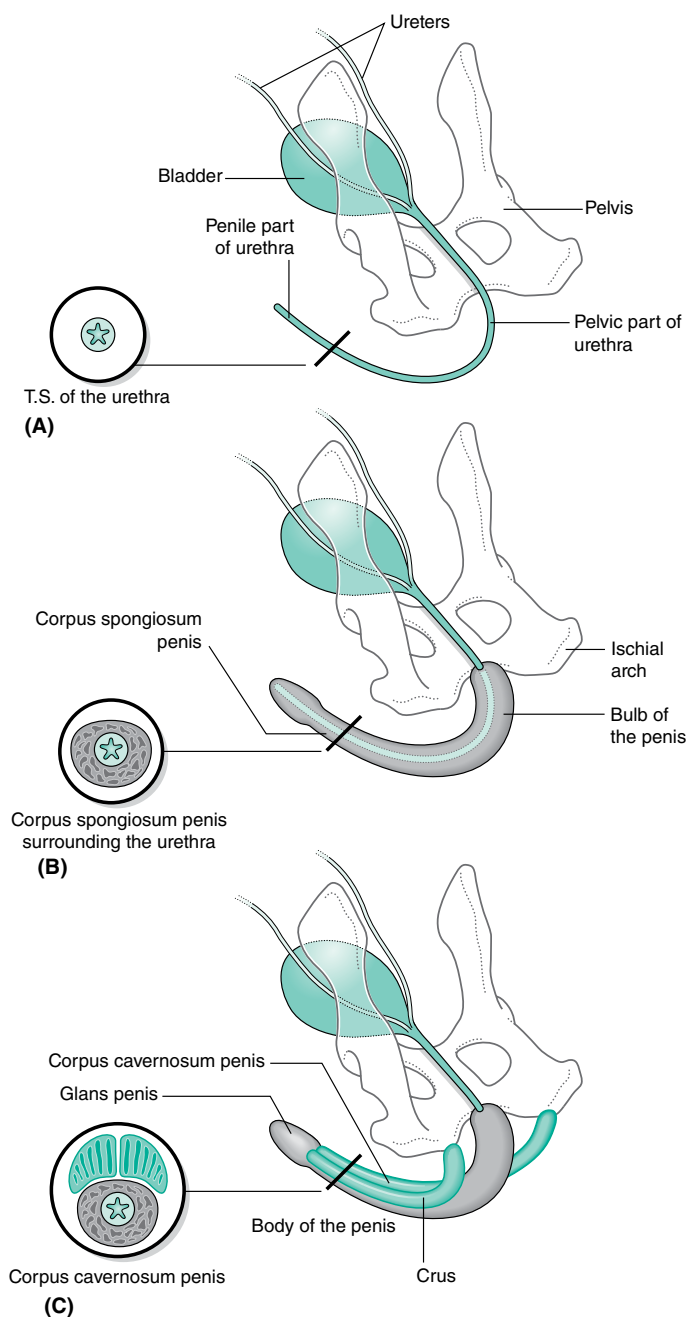 Ureters
Bladder
Pelvis
Penile part
of urethra
Pelvic part of
urethra
T.S. of the urethra
(A)
Corpus spongiosum
penis
Ischial
arch
Bulb of
the penis
Corpus spongiosum penis
surrounding the urethra
(B)
Corpus cavernosum penis
Glans penis
Body of the penis
Corpus cavernosum penis
Crus
(C)